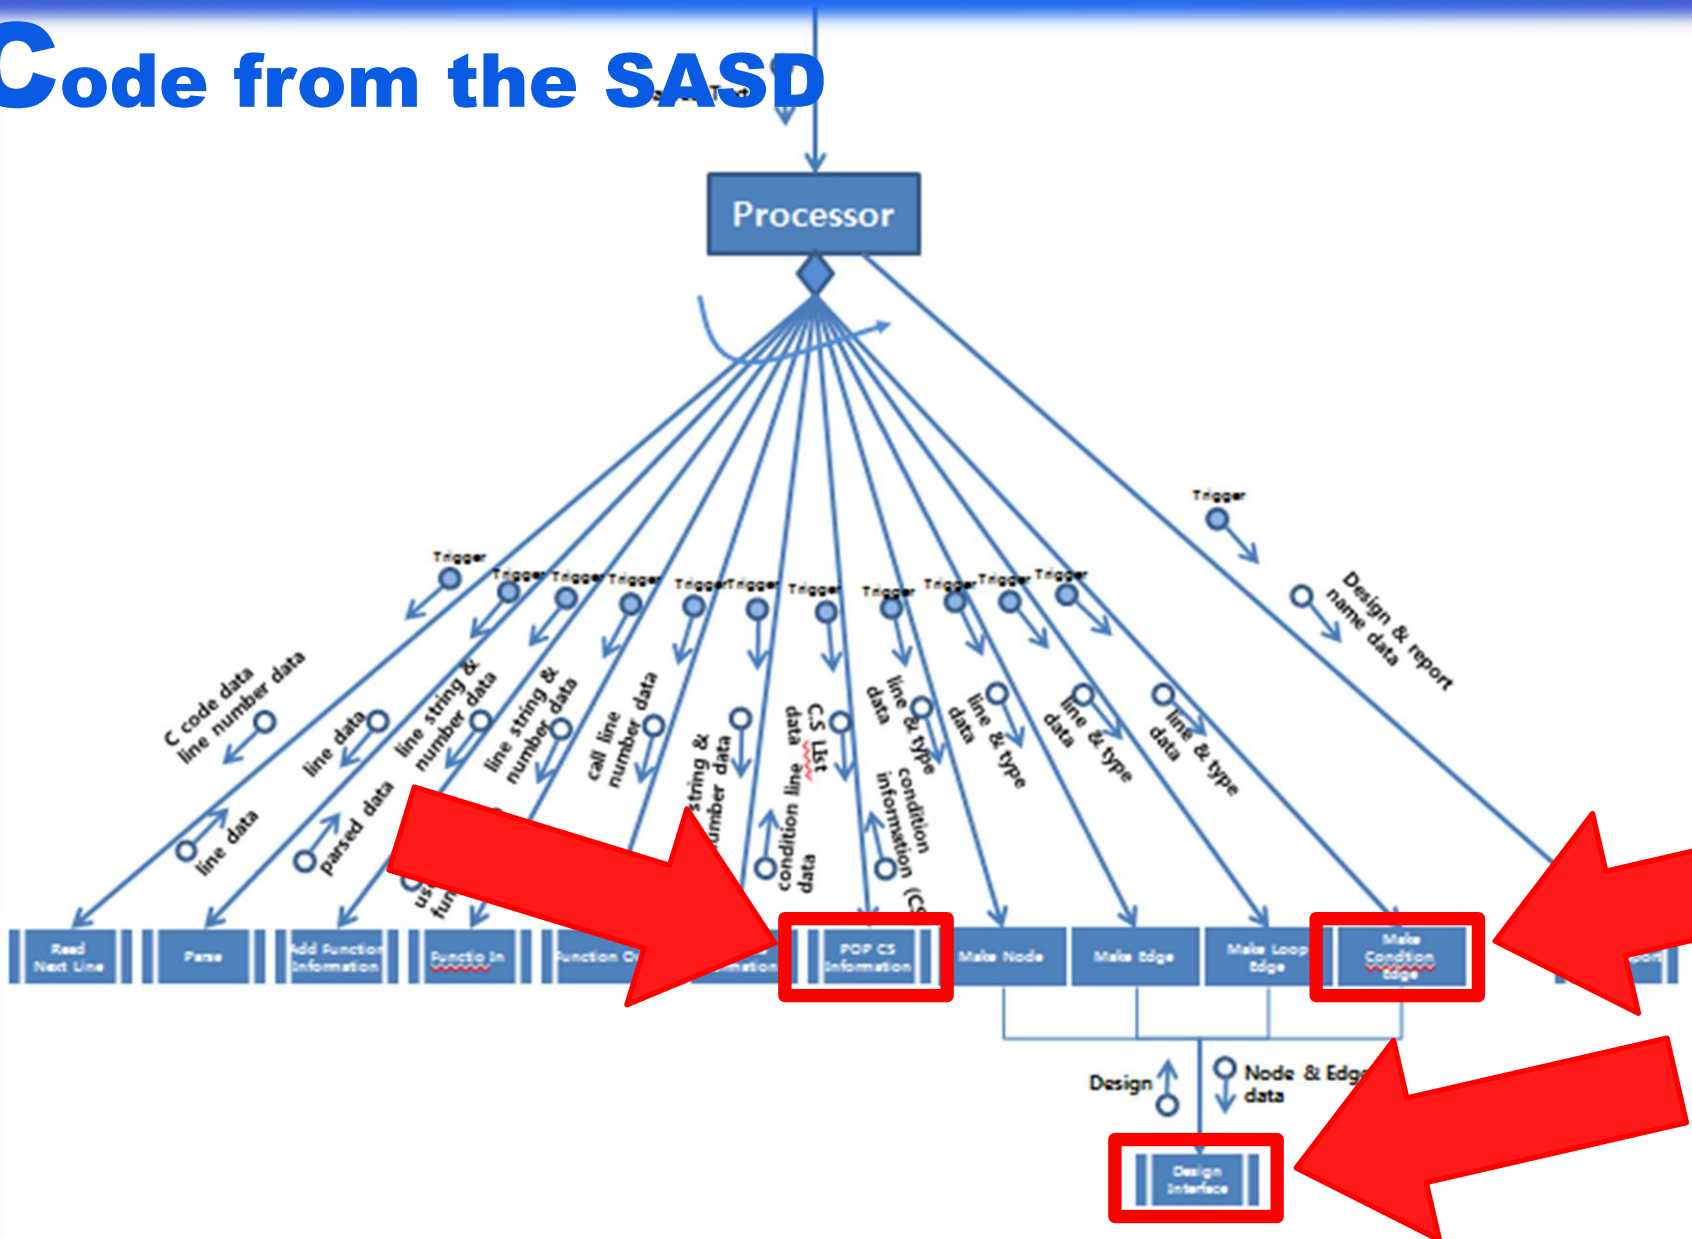 Code from the SASD
Processor
Trigger
Trigger
Trigger
Trigger
Trigger
Trigger
Trigger
Trigger
Trigger
Trigger
Trigger
Trigger
Design & report
name data
C code data
line number data
line data
line string &
number data
line string &
number data
call line
number data
string &
number data
C.S List
data
line & type
data
line & type
data
line & type
data
line & type
data
line data
parsed data
condition line
data
condition
information
Read
Next Line
Parse
Add Function
Information
Functio In
Function
POP CS
Information
Make Node
Make Edge
Make Loop
Edge
Make
Condtion
Edge
Design
Node & Edge
data
Design
Interface